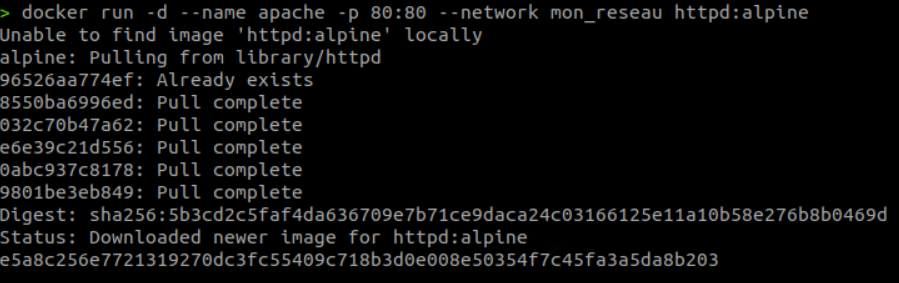 > docker run -d --name apache -p 80:80 --network mon_reseau httpd:alpine
Unable to find image 'httpd:alpine' locally
alpine: Pulling from library/httpd
96526aa774ef: Already exists
8550ba6996ed: Pull complete
032c70b47a62: Pull complete
e6e39c21d556: Pull complete
0abc937c8178: Pull complete
9801be3eb849: Pull complete
Digest: sha256:5b3cd2c5faf4da636709e7b71ce9daca24c03166125e11a10b58e276b8b0469d
Status: Downloaded newer image for httpd:alpine
e5a8c256e7721319270dc3fc55409c718b3d0e008e50354f7c45fa3a5da8b203